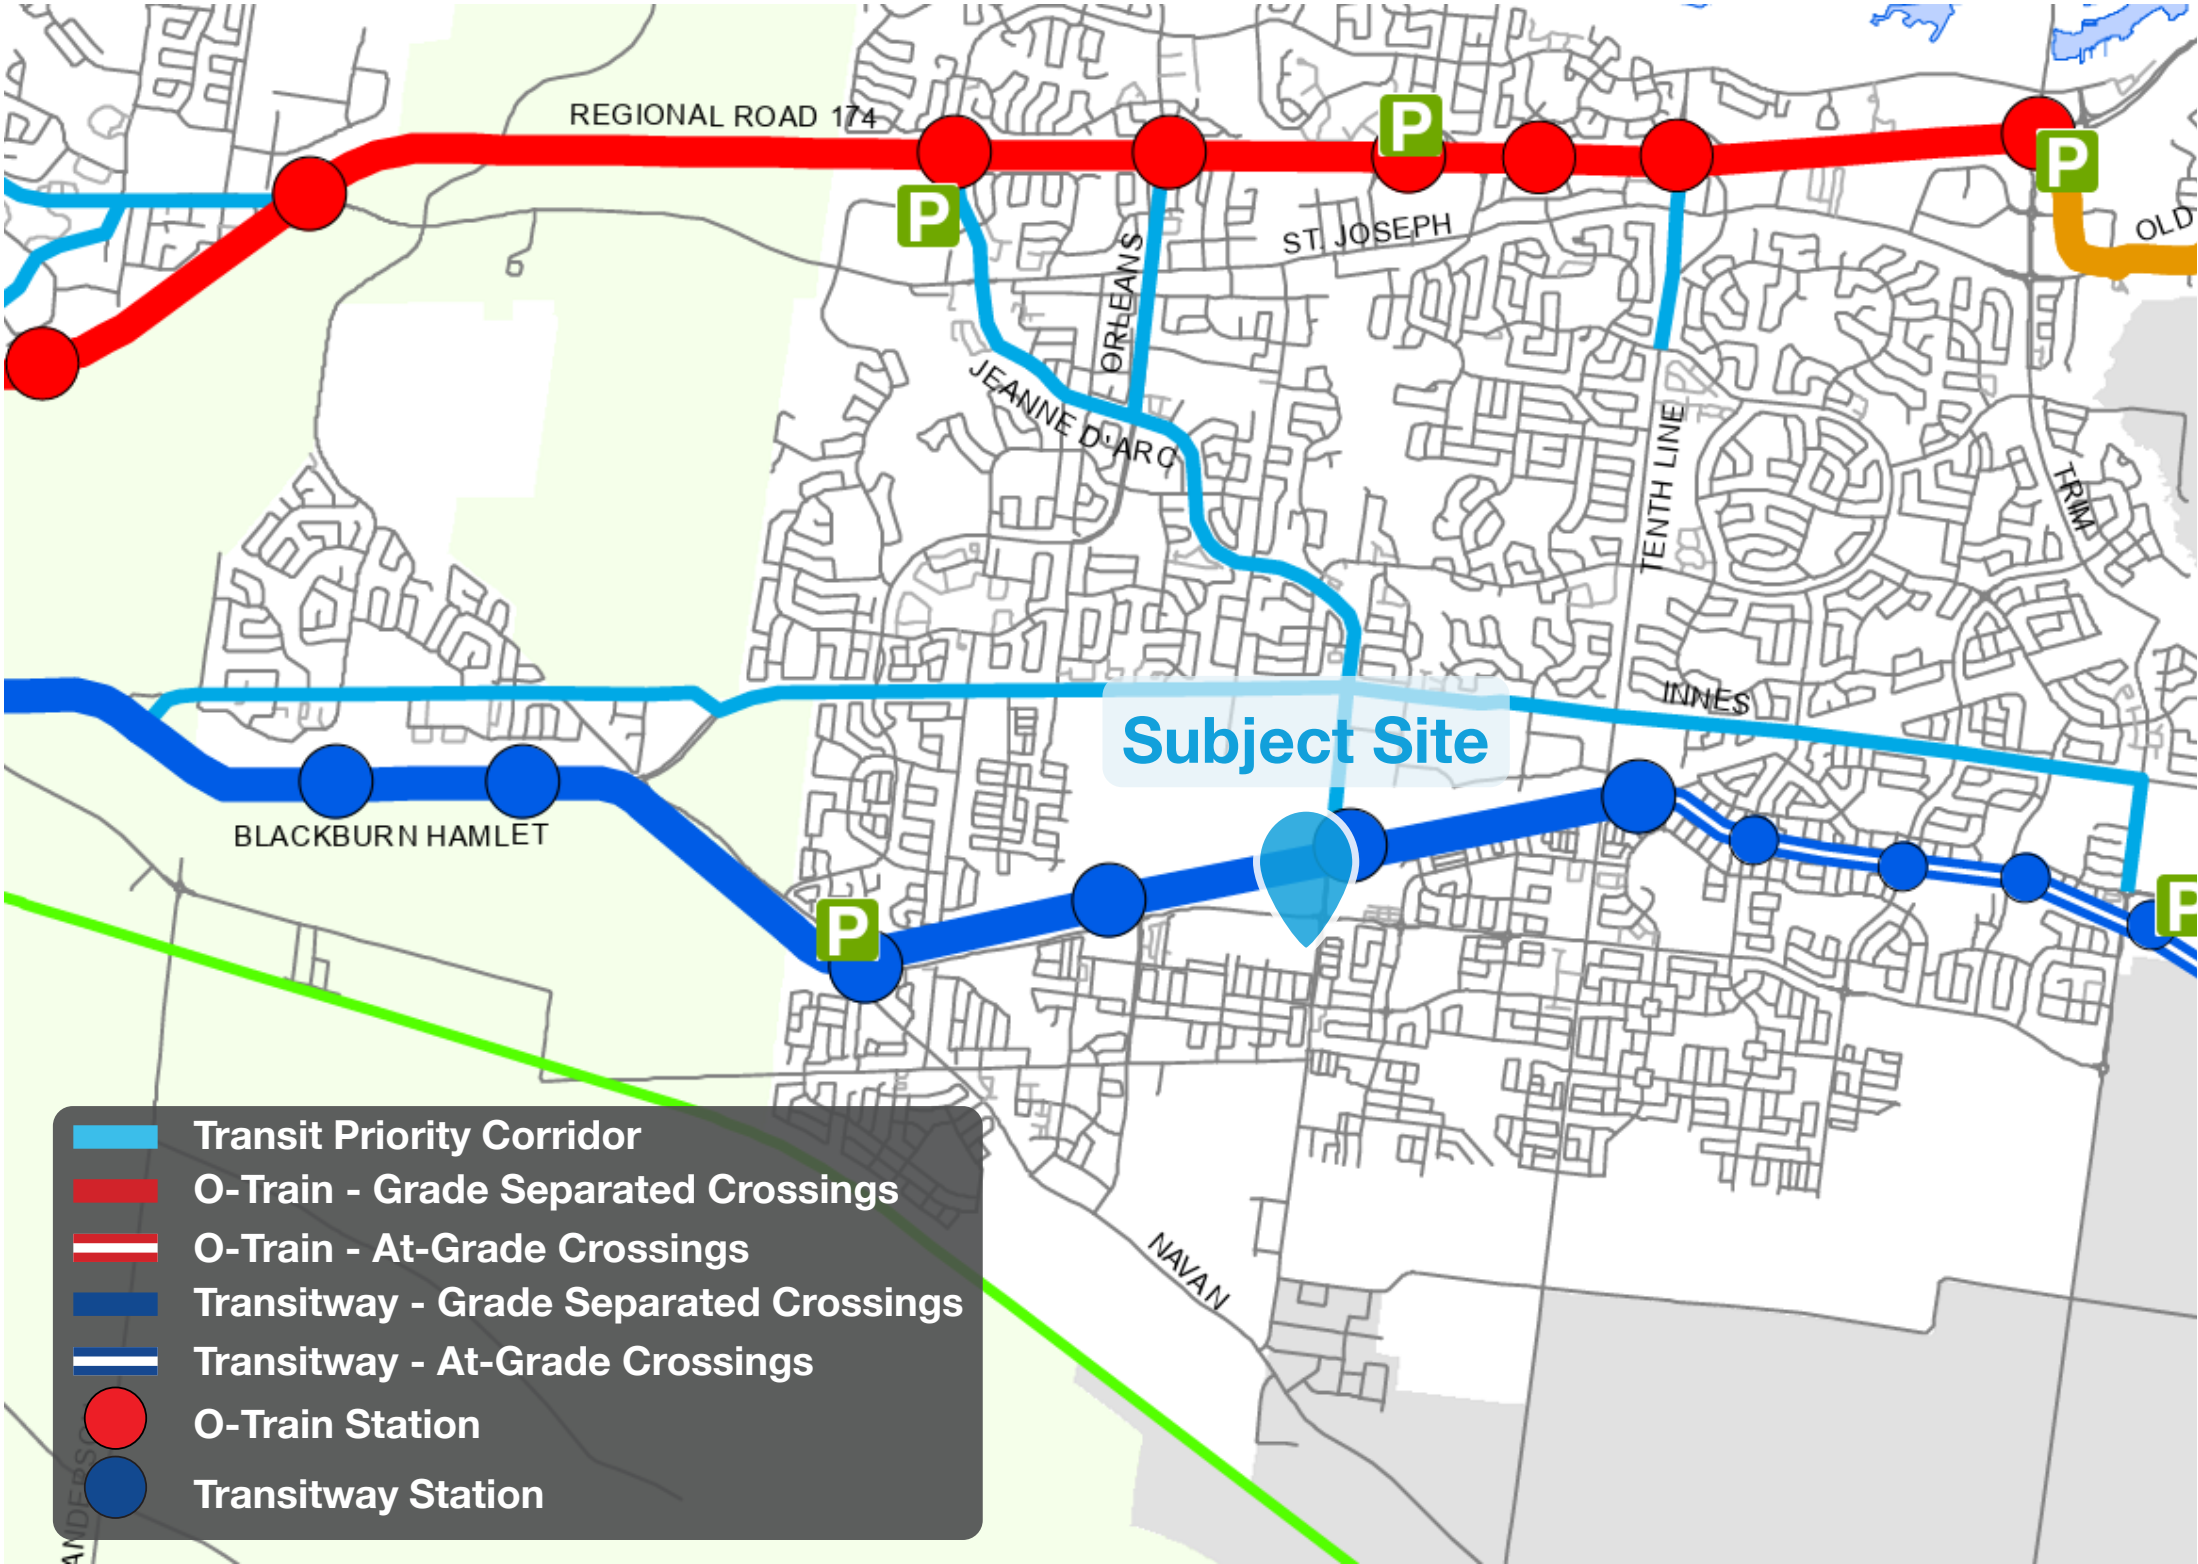 REGIONAL ROAD 174
P
P
P
P
P
OLD
ST. JOSEPH
ORLEANS
JEANNE D'ARC
TENTH LINE
TRIM
INNES
Subject Site
BLACKBURN HAMLET
NAVAN
Transit Priority Corridor
O-Train - Grade Separated Crossings
O-Train - At-Grade Crossings
Transitway - Grade Separated Crossings
Transitway - At-Grade Crossings
O-Train Station
Transitway Station
ANDERSO